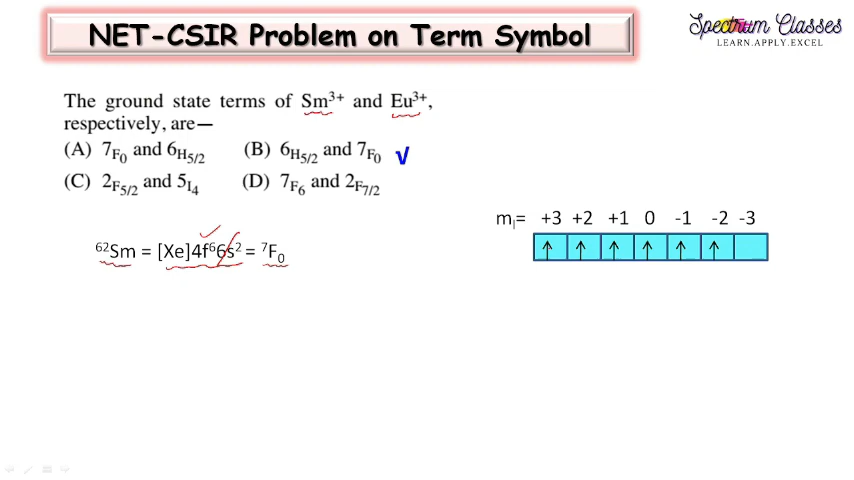 NET-CSIR Problem on Term Symbol
Spectrum Classes
LEARN.APPLY.EXCEL
The ground state terms of Sm³⁺ and Eu³⁺,
respectively, are—
(A) 7F₀ and 6H₅/₂ (B) 6H₅/₂ and 7F₀ √
(C) 2F₅/₂ and 5I₄ (D) 7F₆ and 2F₇/₂
mₗ= +3 +2 +1 0 -1 -2 -3
↑ ↑ ↑ ↑ ↑ ↑
⁶²Sm = [Xe]4f⁶6s² = ⁷F₀